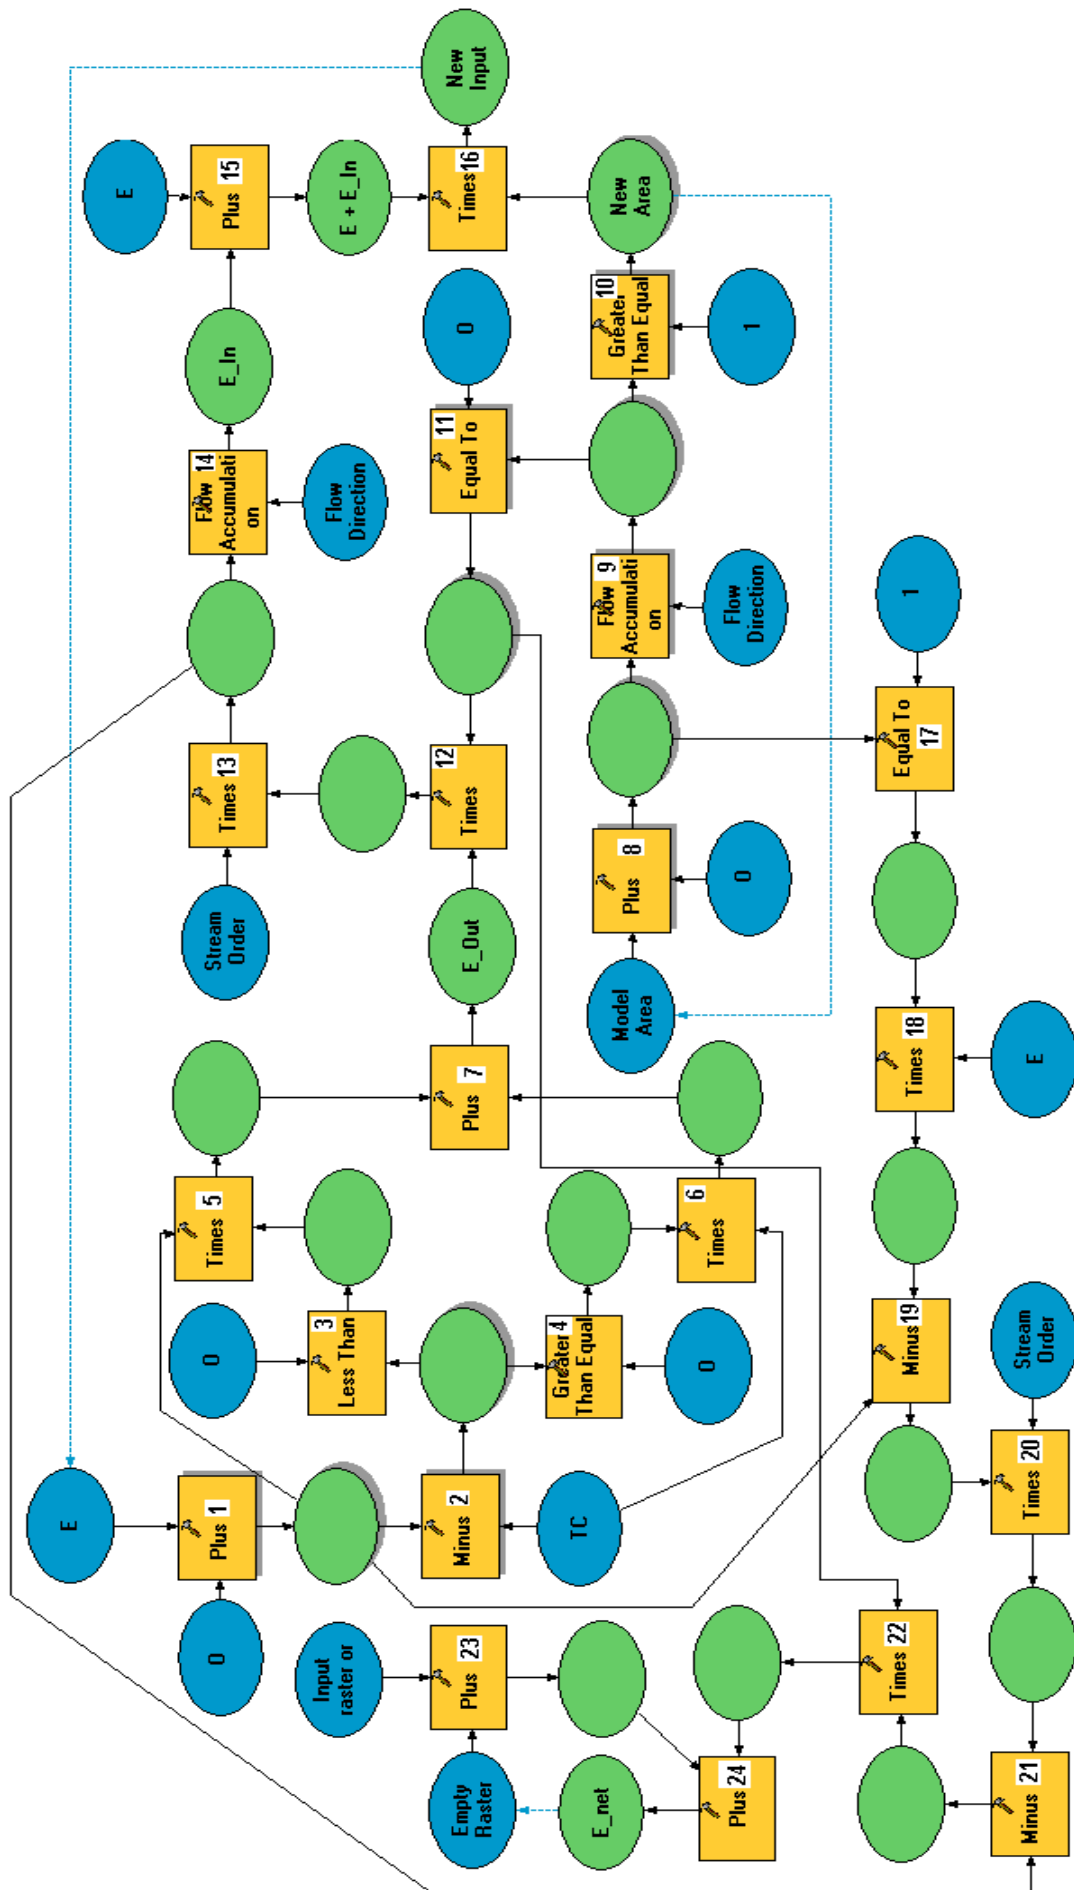 E
E
0
Plus 1
0
Times 5
Stream
Order
Times 13
Flow 14
Accumulati
on
E_In
Plus 15
Input
raster or
3
Less Than
Flow
Direction
E + E_In
Empty
Raster
Plus 23
Minus 2
Plus 7
E_Out
Times 12
11
Equal To
0
Times 16
New
Input
E_net
TC
Greater 4
Than Equal
Model
Area
Plus 8
Flow 9
Accumulati
on
10
Greater
Than Equal
New
Area
Plus 24
0
Times 6
0
Flow
Direction
1
Times 22
Minus 19
Times 18
Equal To
17
1
Minus 21
Times 20
Stream
Order
E